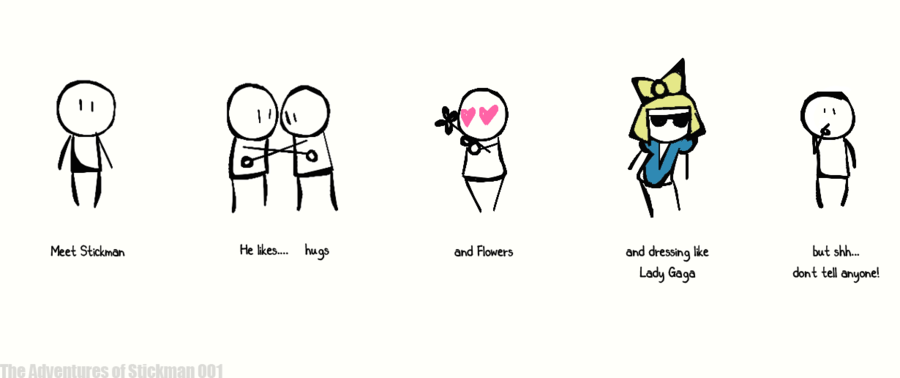 Meet Stickman
He likes.... hugs
and Flowers
and dressing like
Lady Gaga
but shh...
dont tell anyone!
The Adventures of Stickman 001